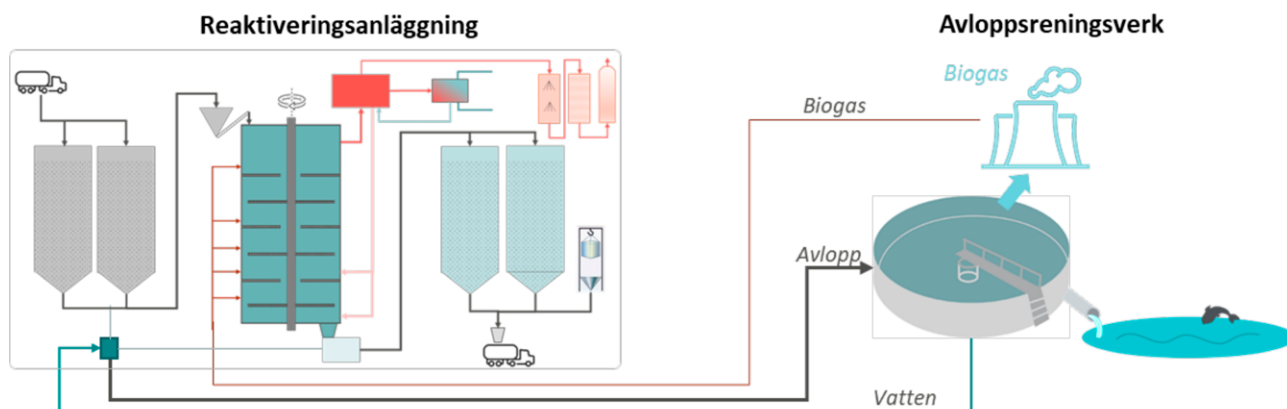 Reaktiveringsanläggning
Avloppsreningsverk
Biogas
Biogas
Avlopp
Vatten